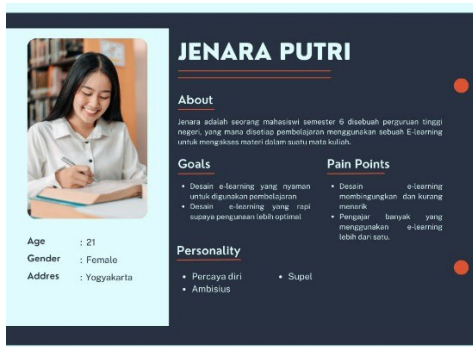 JENARA PUTRI
About
Jenara adalah seorang mahasiswi semester 6 disebuah perguruan tinggi
negeri, yang mana disetiap pembelajaran menggunakan sebuah E-learning
untuk mengakses materi dalam suatu mata kuliah.
Goals
• Desain e-learning yang nyaman
untuk digunakan pembelajaran
• Desain e-learning yang rapi
supaya pengunaan lebih optimal
Pain Points
• Desain e-learning
membingungkan dan kurang
menarik
• Pengajar banyak yang
menggunakan e-learning
lebih dari satu.
Personality
• Percaya diri
• Ambisius
• Supel
Age : 21
Gender : Female
Addres : Yogyakarta